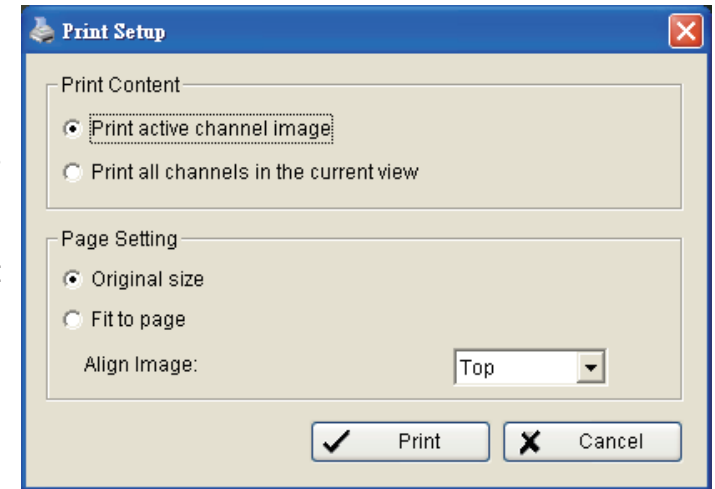 Print Setup
Print Content
Print active channel image
Print all channels in the current view
Page Setting
Original size
Fit to page
Align Image: Top
Print Cancel